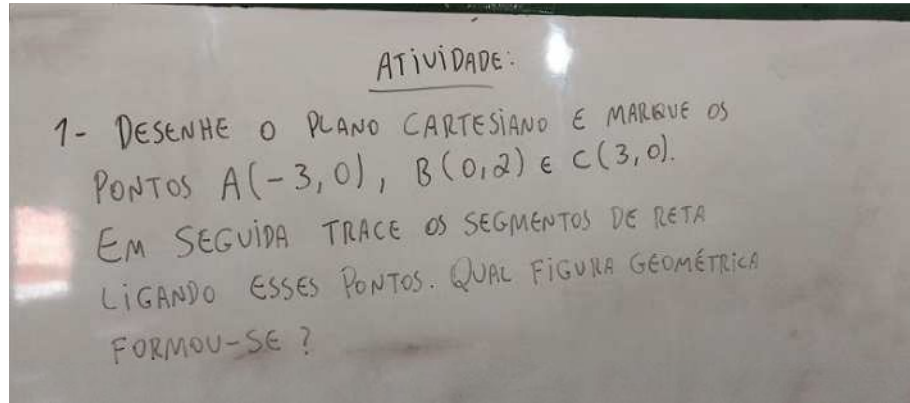 ATIVIDADE:
1- DESENHE O PLANO CARTESIANO E MARQUE OS
PONTOS A(-3,0), B(0,2) E C(3,0).
EM SEGUIDA TRACE OS SEGMENTOS DE RETA
LIGANDO ESSES PONTOS. QUAL FIGURA GEOMÉTRICA
FORMOU-SE?